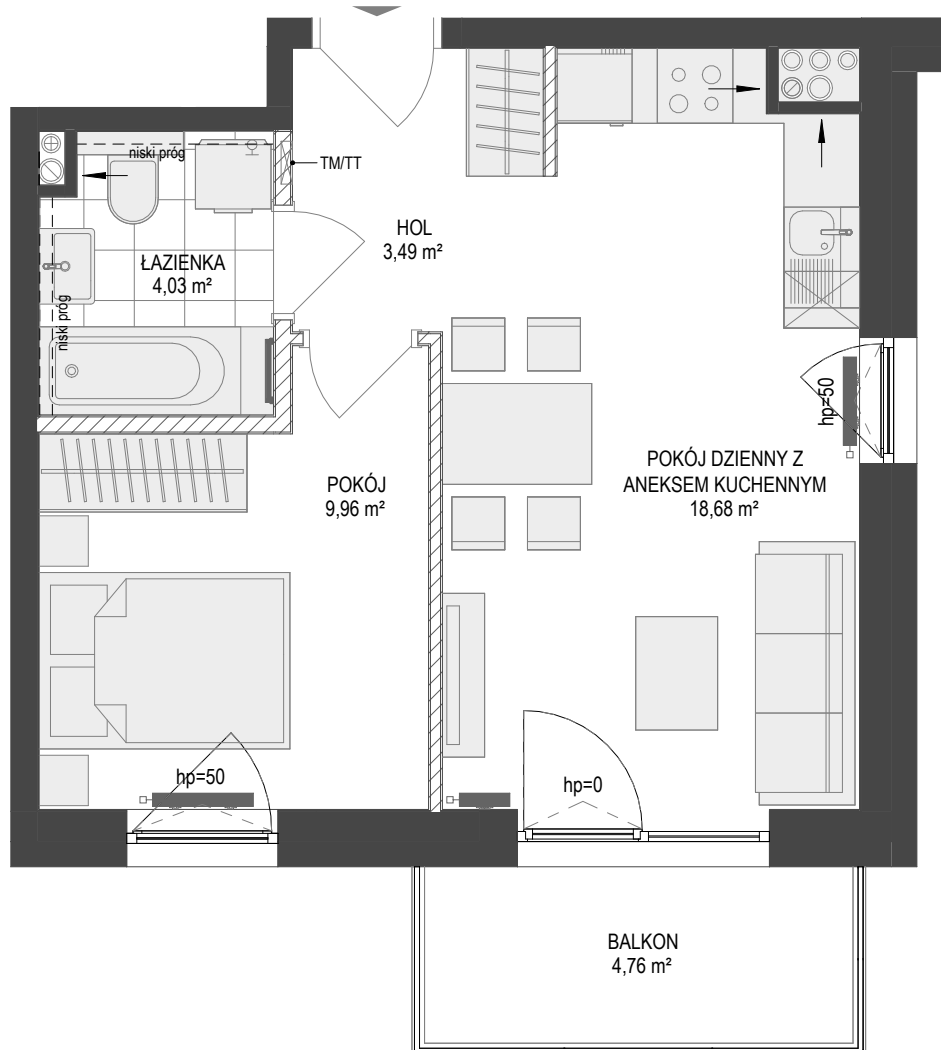 niski próg
TM/TT
HOL
3,49 m²
ŁAZIENKA
4,03 m²
niski próg
hp=50
POKÓJ DZIENNY Z
ANEKSEM KUCHENNYM
18,68 m²
POKÓJ
9,96 m²
hp=50
hp=0
BALKON
4,76 m²